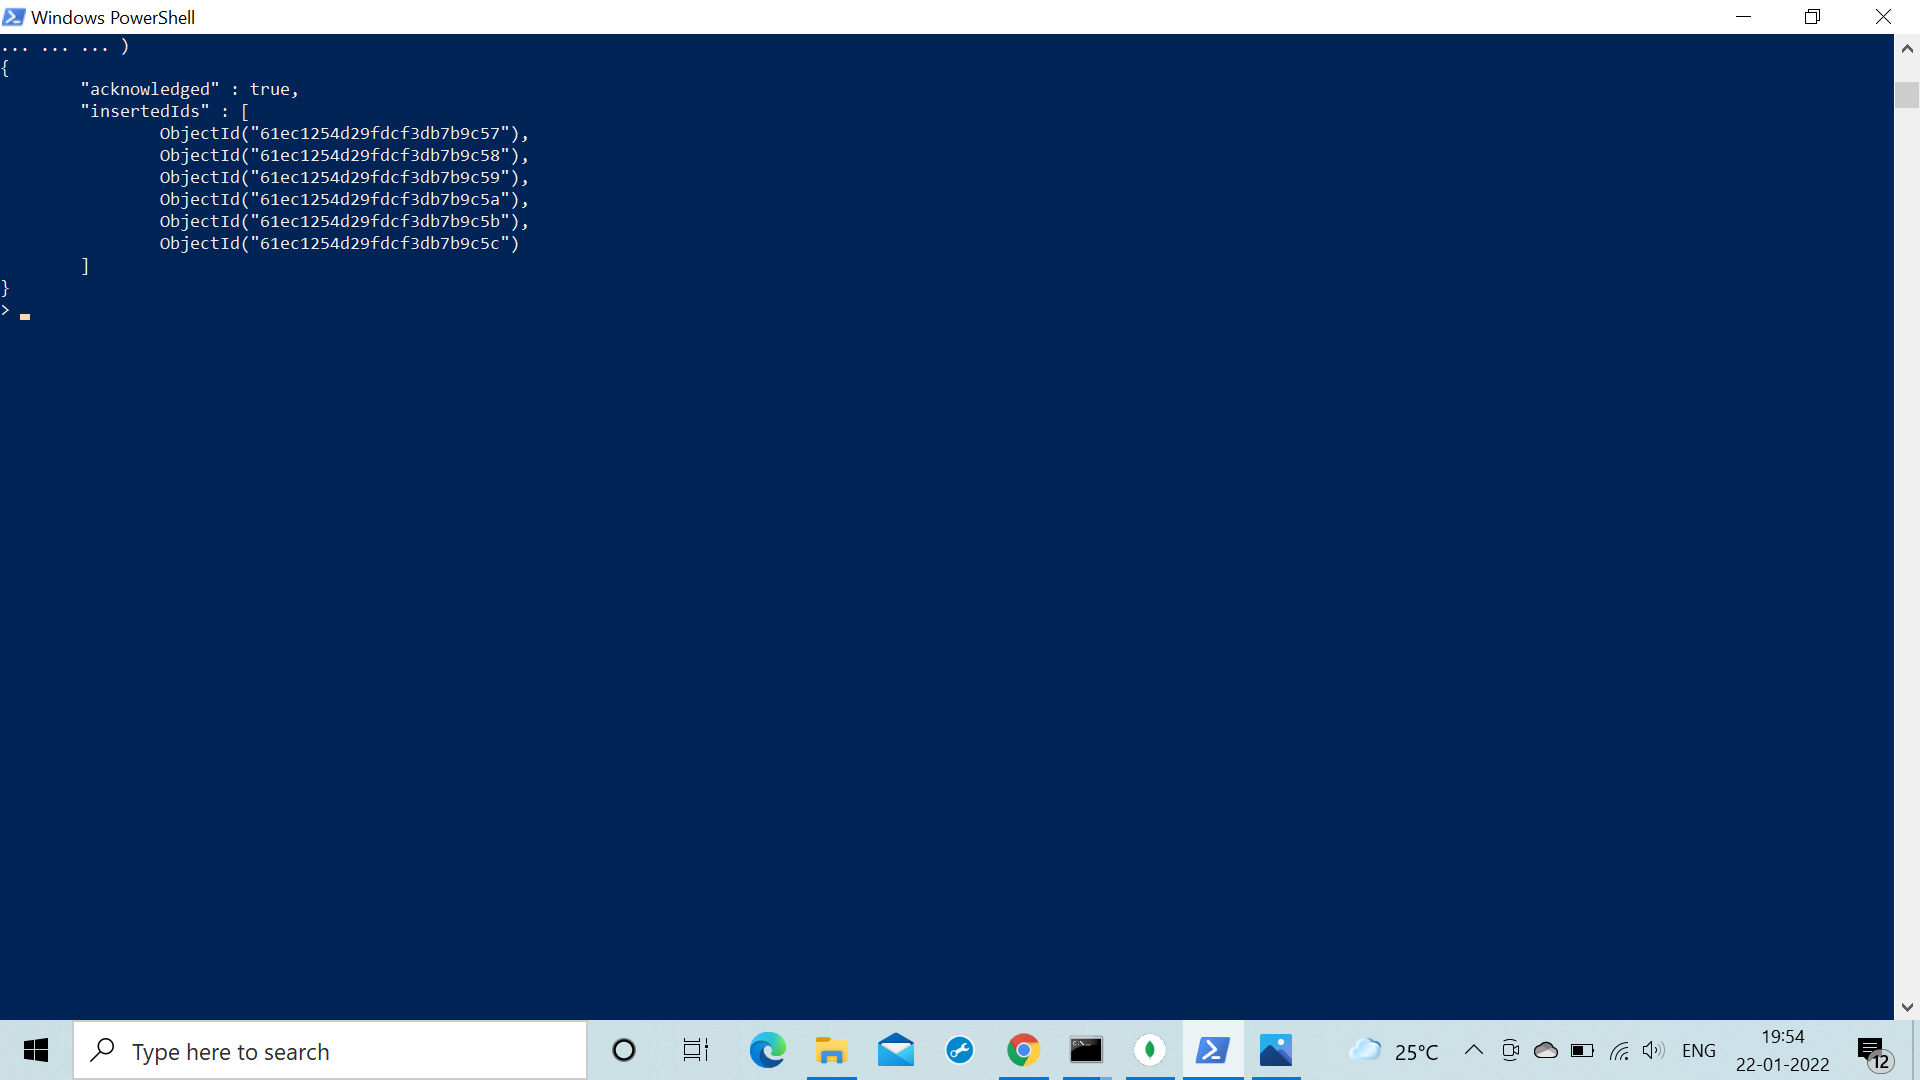 Windows PowerShell
... ... ... )
{
        "acknowledged" : true,
        "insertedIds" : [
                ObjectId("61ec1254d29fdcf3db7b9c57"),
                ObjectId("61ec1254d29fdcf3db7b9c58"),
                ObjectId("61ec1254d29fdcf3db7b9c59"),
                ObjectId("61ec1254d29fdcf3db7b9c5a"),
                ObjectId("61ec1254d29fdcf3db7b9c5b"),
                ObjectId("61ec1254d29fdcf3db7b9c5c")
        ]
}
>
Type here to search
25°C
ENG
19:54
22-01-2022
12